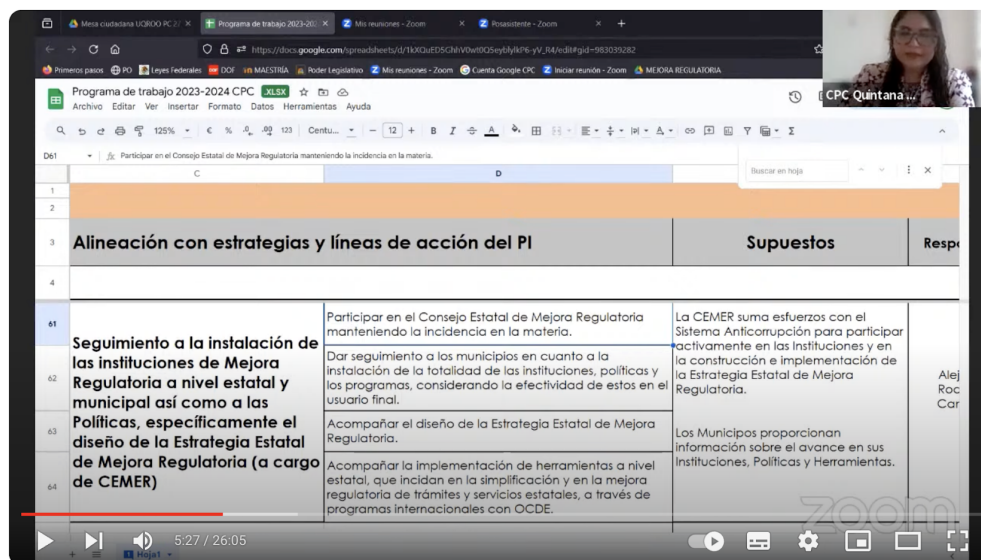 Mesa ciudadana UQROO PC 2/
Programa de trabajo 2023-202
Mis reuniones - Zoom
Posasistente - Zoom
https://docs.google.com/spreadsheets/d/1kXQuED5GhhV0wt0Q5eyblylkP6-yV_R4/edit#gid=983039282
Primeros pasos PO Leyes Federales DOF MAESTRÍA Poder Legislativo Mis reuniones - Zoom Cuenta Google CPC Iniciar reunión - Zoom MEJORA REGULATORIA
CPC Quintana ...
Programa de trabajo 2023-2024 CPC .XLSX
Archivo Editar Ver Insertar Formato Datos Herramientas Ayuda
125% € % .0 .00 123 Centu... 12 B I A Σ
D61 Participar en el Consejo Estatal de Mejora Regulatoria manteniendo la incidencia en la materia.
Buscar en hoja
C D
1
2
3 Alineación con estrategias y líneas de acción del PI Supuestos Respo
4
61
62
63
64
Seguimiento a la instalación de
las instituciones de Mejora
Regulatoria a nivel estatal y
municipal así como a las
Políticas, específicamente el
diseño de la Estrategia Estatal
de Mejora Regulatoria (a cargo
de CEMER)
Participar en el Consejo Estatal de Mejora Regulatoria
manteniendo la incidencia en la materia.
Dar seguimiento a los municipios en cuanto a la
instalación de la totalidad de las instituciones, políticas y
los programas, considerando la efectividad de estos en el
usuario final.
Acompañar el diseño de la Estrategia Estatal de Mejora
Regulatoria.
Acompañar la implementación de herramientas a nivel
estatal, que incidan en la simplificación y en la mejora
regulatoria de trámites y servicios estatales, a través de
programas internacionales con OCDE.
La CEMER suma esfuerzos con el
Sistema Anticorrupción para participar
activamente en las Instituciones y en
la construcción e implementación de
la Estrategia Estatal de Mejora
Regulatoria.
Los Municipos proporcionan
información sobre el avance en sus
Instituciones, Políticas y Herramientas.
Alej
Roc
Car
zoom
5:27 / 26:05
Hoja1